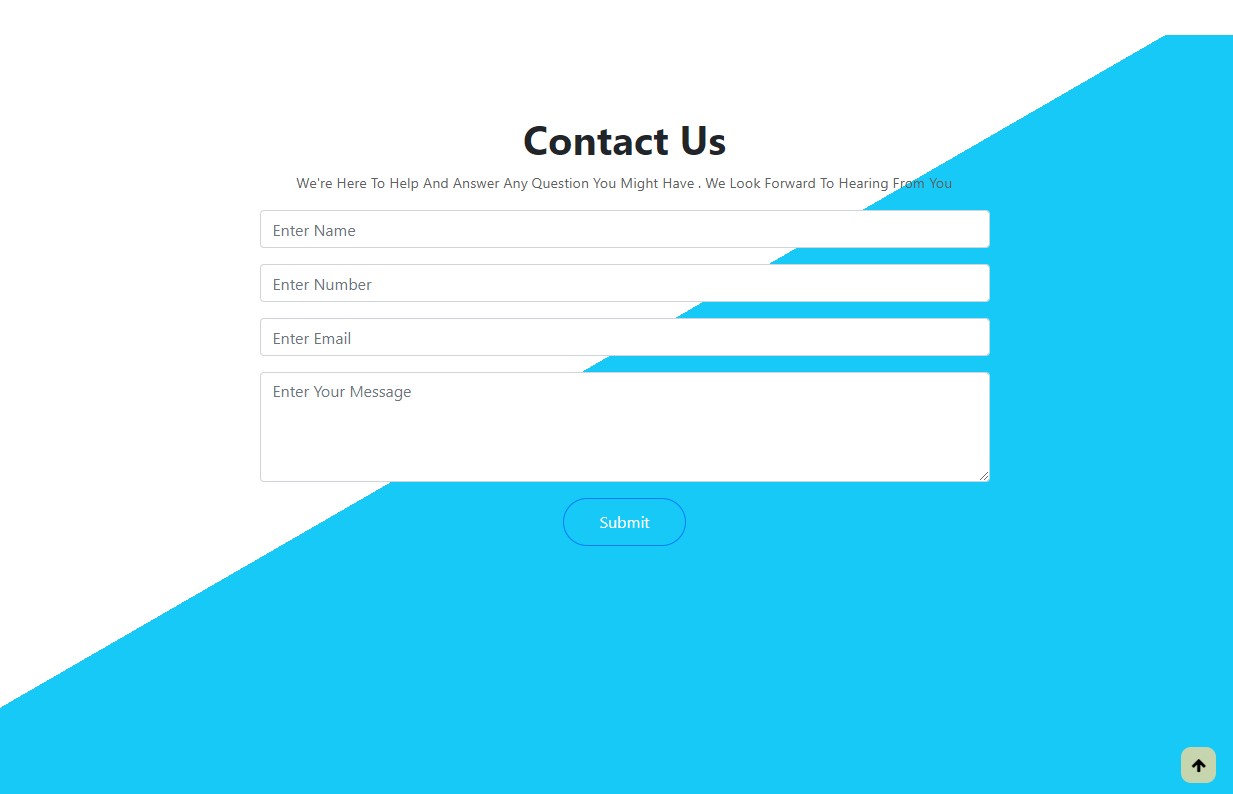 Contact Us
We're Here To Help And Answer Any Question You Might Have . We Look Forward To Hearing From You
Enter Name
Enter Number
Enter Email
Enter Your Message
Submit